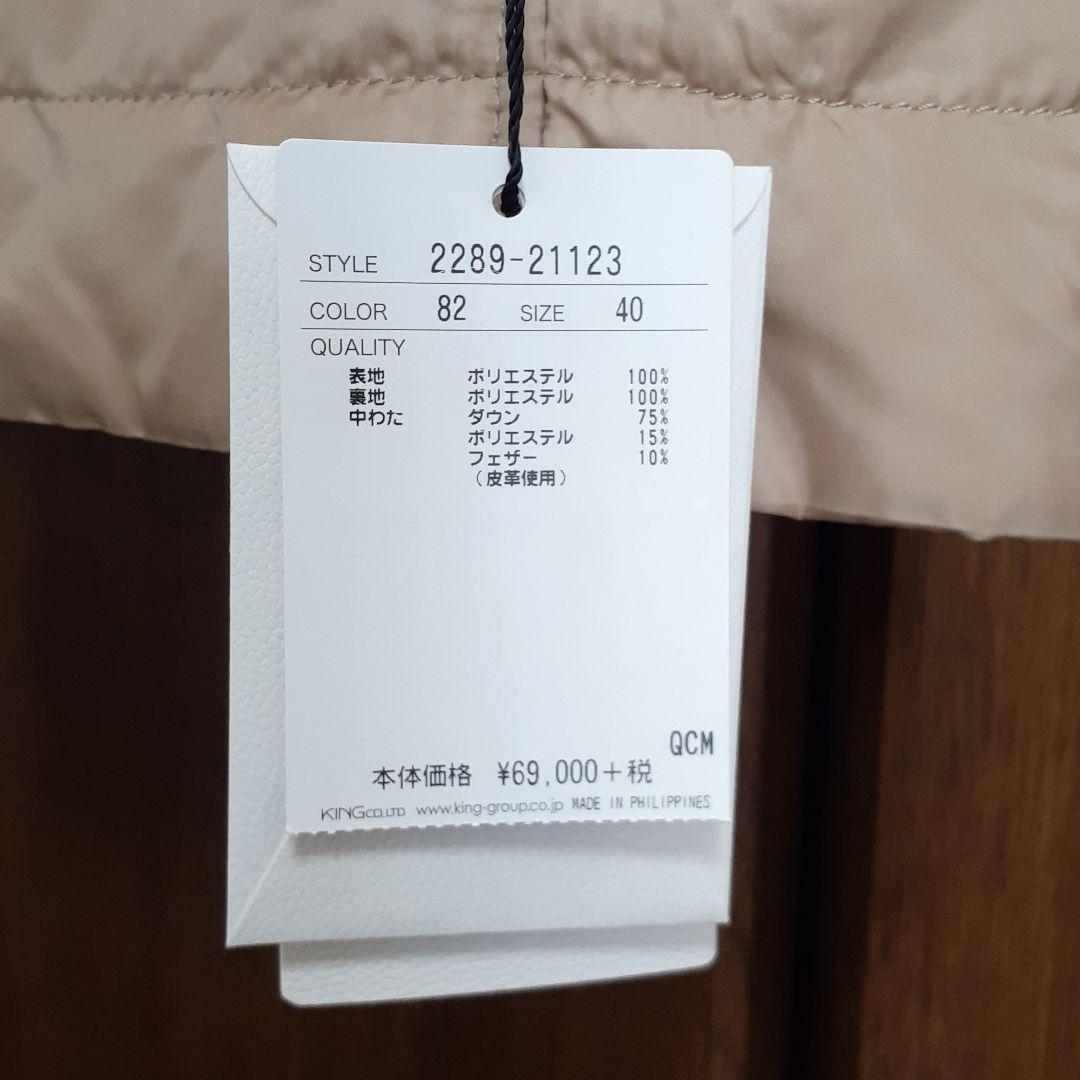 STYLE 2289-21123
COLOR 82 SIZE 40
QUALITY
表地 ポリエステル 100%
裏地 ポリエステル 100%
中わた ダウン 75%
ポリエステル 15%
フェザー 10%
(皮革使用)
QCM
本体価格 ¥69,000+税
KING CO.,LTD. www.king-group.co.jp MADE IN PHILIPPINES